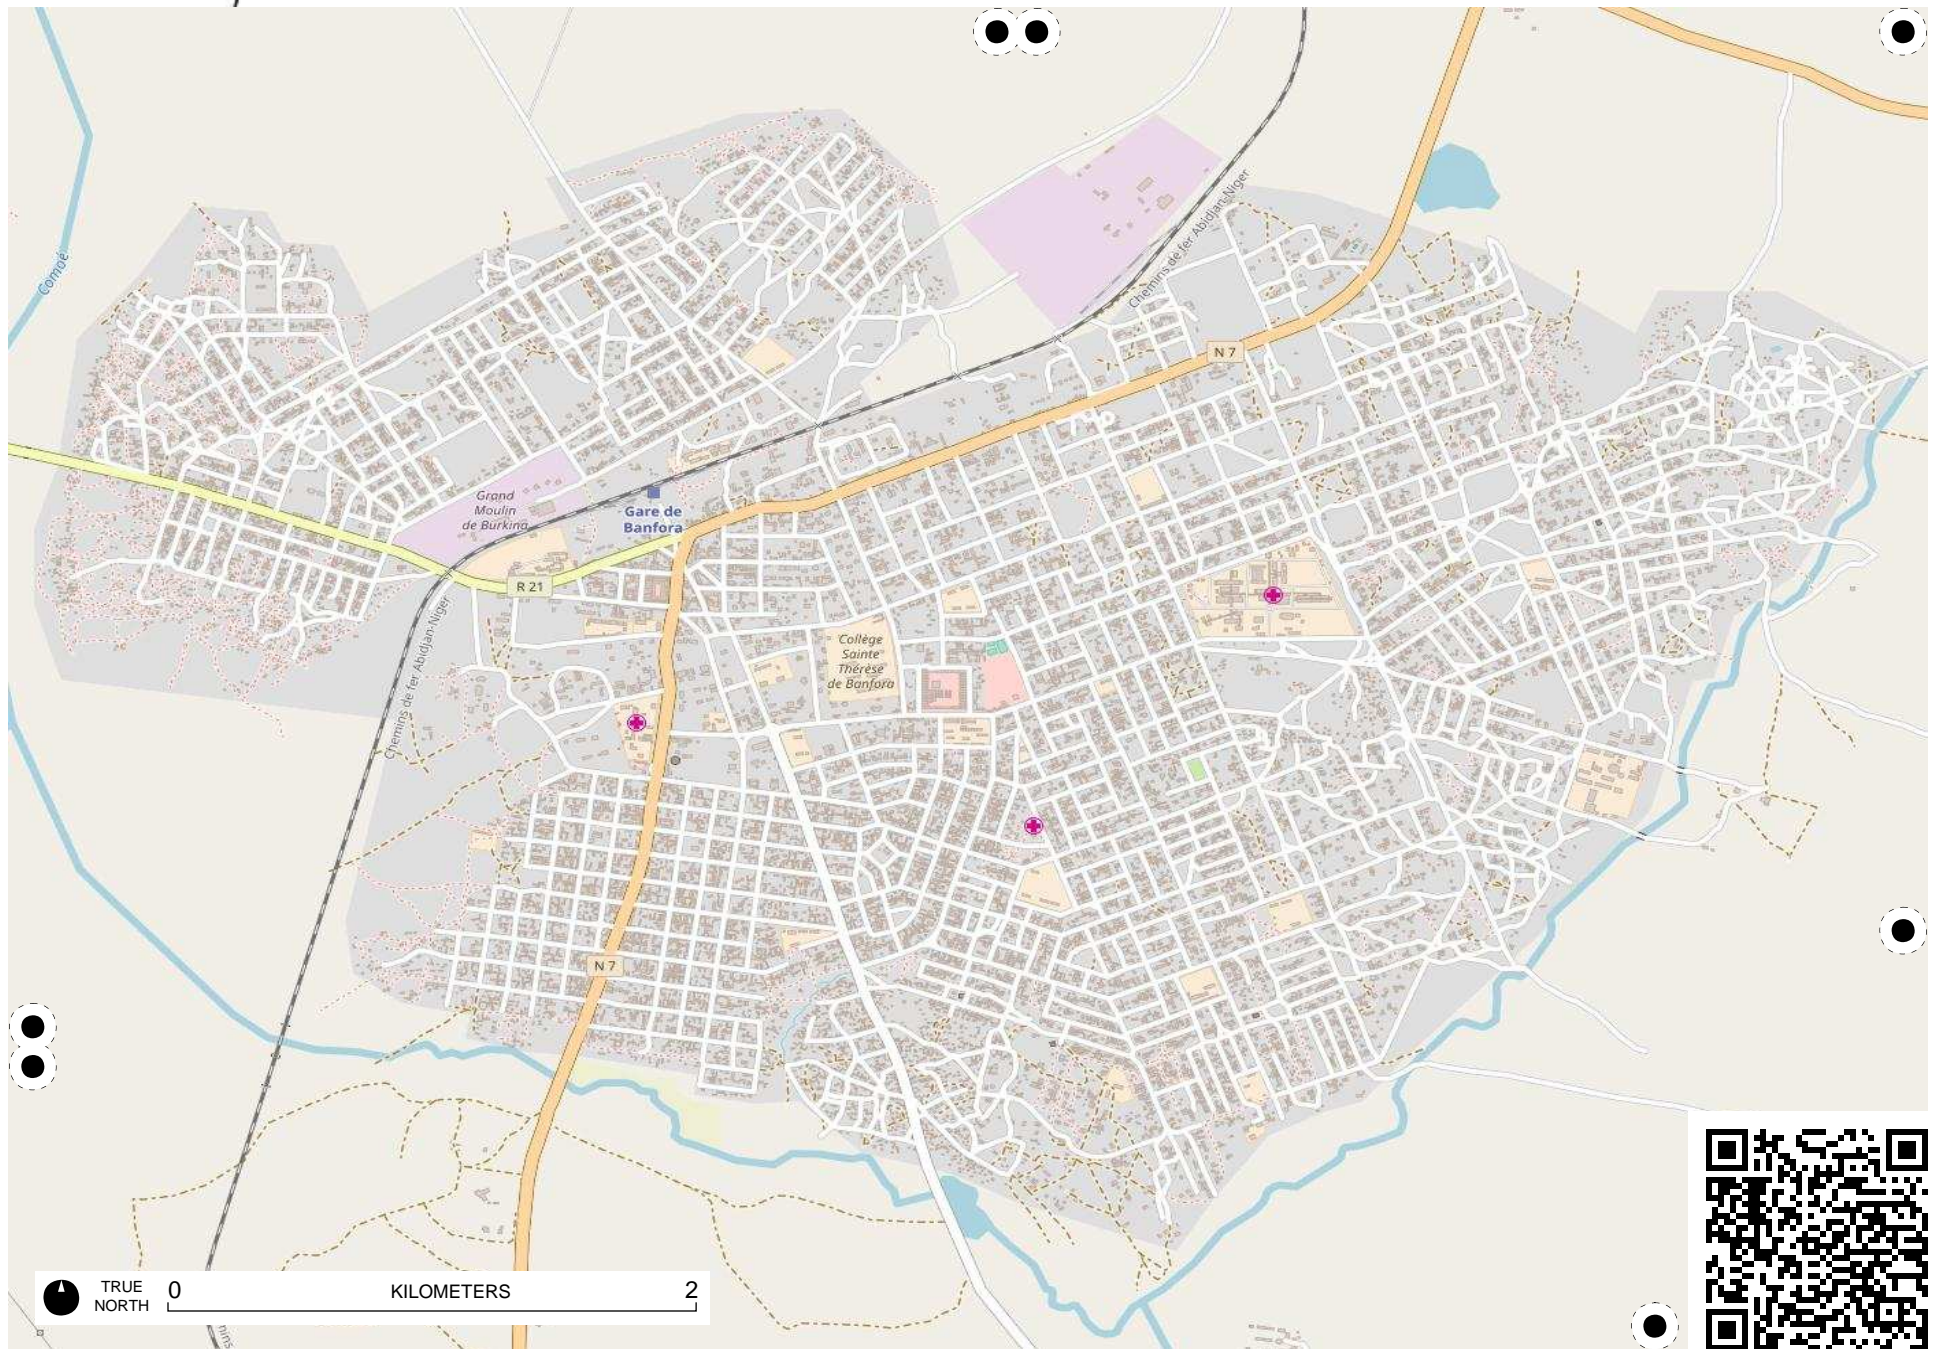 Comoé
Chemins de fer Abidjan-Niger
N 7
Grand
Moulin
de Burkina
Gare de
Banfora
R 21
Collège
Sainte
Thérèse
de Banfora
Chemins de fer Abidjan-Niger
N 7
TRUE
NORTH
0
KILOMETERS
2